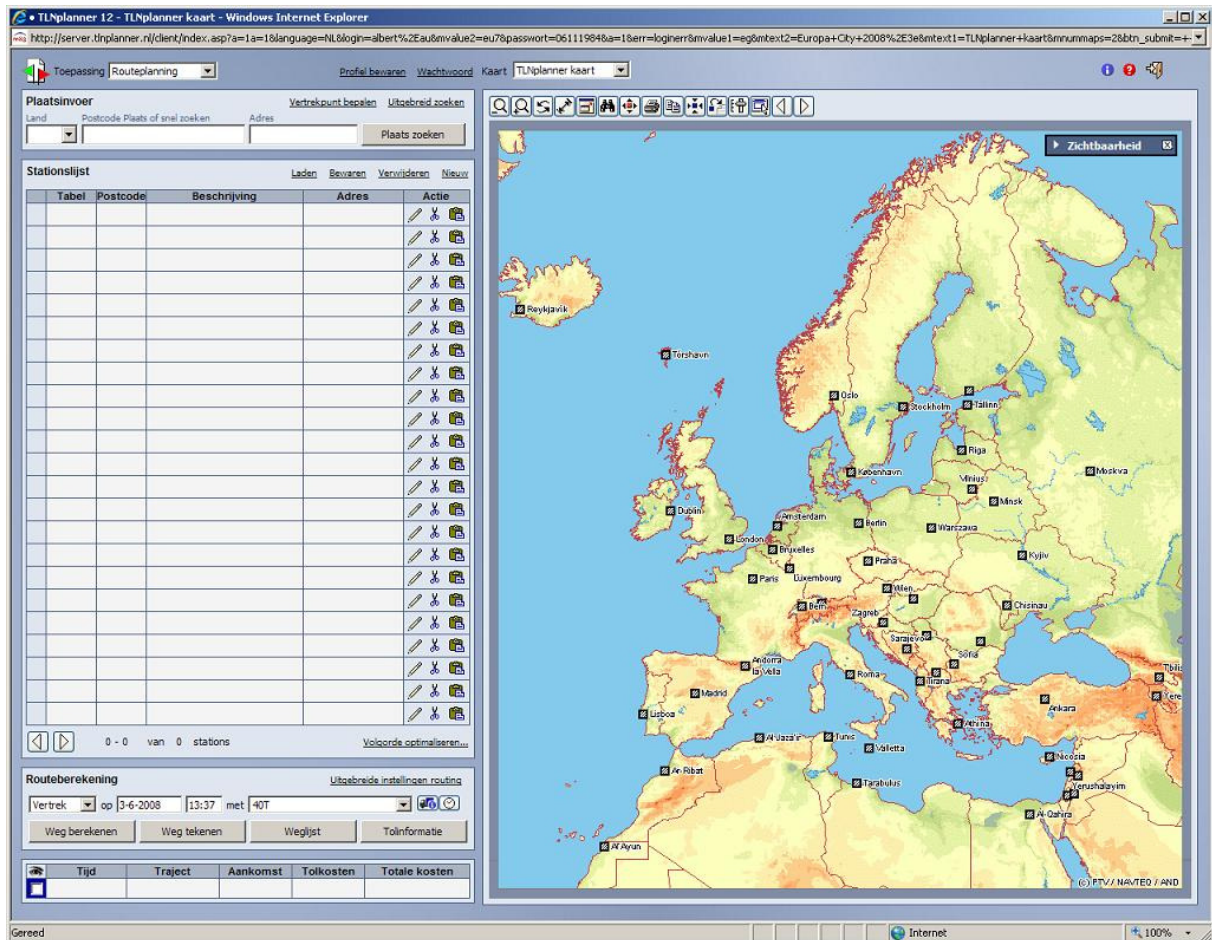 • TLNplanner 12 - TLNplanner kaart - Windows Internet Explorer
http://server.tlnplanner.nl/client/index.asp?a=1a=1&language=NL&login=albert%2Eau&mvalue2=eu7&passwort=06111984&a=1&err=loginerr&mvalue1=eg&mtext2=Europa+City+2008%2E3e&mtext1=TLNplanner+kaart&mnummaps=2&btn_submit=+-
Toepassing Routeplanning Profiel bewaren Wachtwoord Kaart TLNplanner kaart
Plaatsinvoer Vertrekpunt bepalen Uitgebreid zoeken
Land Postcode Plaats of snel zoeken Adres
Plaats zoeken
Stationslijst Laden Bewaren Verwijderen Nieuw
Tabel Postcode Beschrijving Adres Actie
0 - 0 van 0 stations Volgorde optimaliseren...
Routeberekening Uitgebreide instellingen routing
Vertrek op 3-6-2008 13:37 met 40T
Weg berekenen Weg tekenen Weglijst Tolinformatie
Tijd Traject Aankomst Tolkosten Totale kosten
Zichtbaarheid
Reykjavik
Torshavn
Oslo
Stockholm
Tallinn
Riga
København
Moskva
Vilnius
Minsk
Dublin
Amsterdam
Berlin
Warszawa
London
Bruxelles
Praha
Kyjiv
Paris
Luxembourg
Wien
Bern
Zagreb
Chisinau
Sarajevo
Sofia
Andorra
la Vella
Roma
Tirana
Tbilis
Madrid
Ankara
Yere
Lisboa
Athina
Al-Jaza'ir
Tunis
Valletta
Nicosia
Ar-Ribat
Tarabulus
Yerushalayim
Al-Qahira
Al'Ayun
(c) PTV / NAVTEQ / AND
Gereed Internet 100%